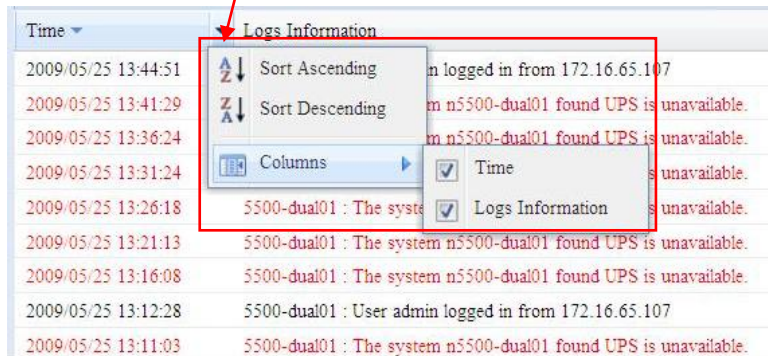 Time Logs Information
2009/05/25 13:44:51 Sort Ascending n logged in from 172.16.65.107
2009/05/25 13:41:29 Sort Descending m n5500-dual01 found UPS is unavailable.
2009/05/25 13:36:24 m n5500-dual01 found UPS is unavailable.
2009/05/25 13:31:24 Columns Time s unavailable.
2009/05/25 13:26:18 5500-dual01 : The syste Logs Information s unavailable.
2009/05/25 13:21:13 5500-dual01 : The system n5500-dual01 found UPS is unavailable.
2009/05/25 13:16:08 5500-dual01 : The system n5500-dual01 found UPS is unavailable.
2009/05/25 13:12:28 5500-dual01 : User admin logged in from 172.16.65.107
2009/05/25 13:11:03 5500-dual01 : The system n5500-dual01 found UPS is unavailable.